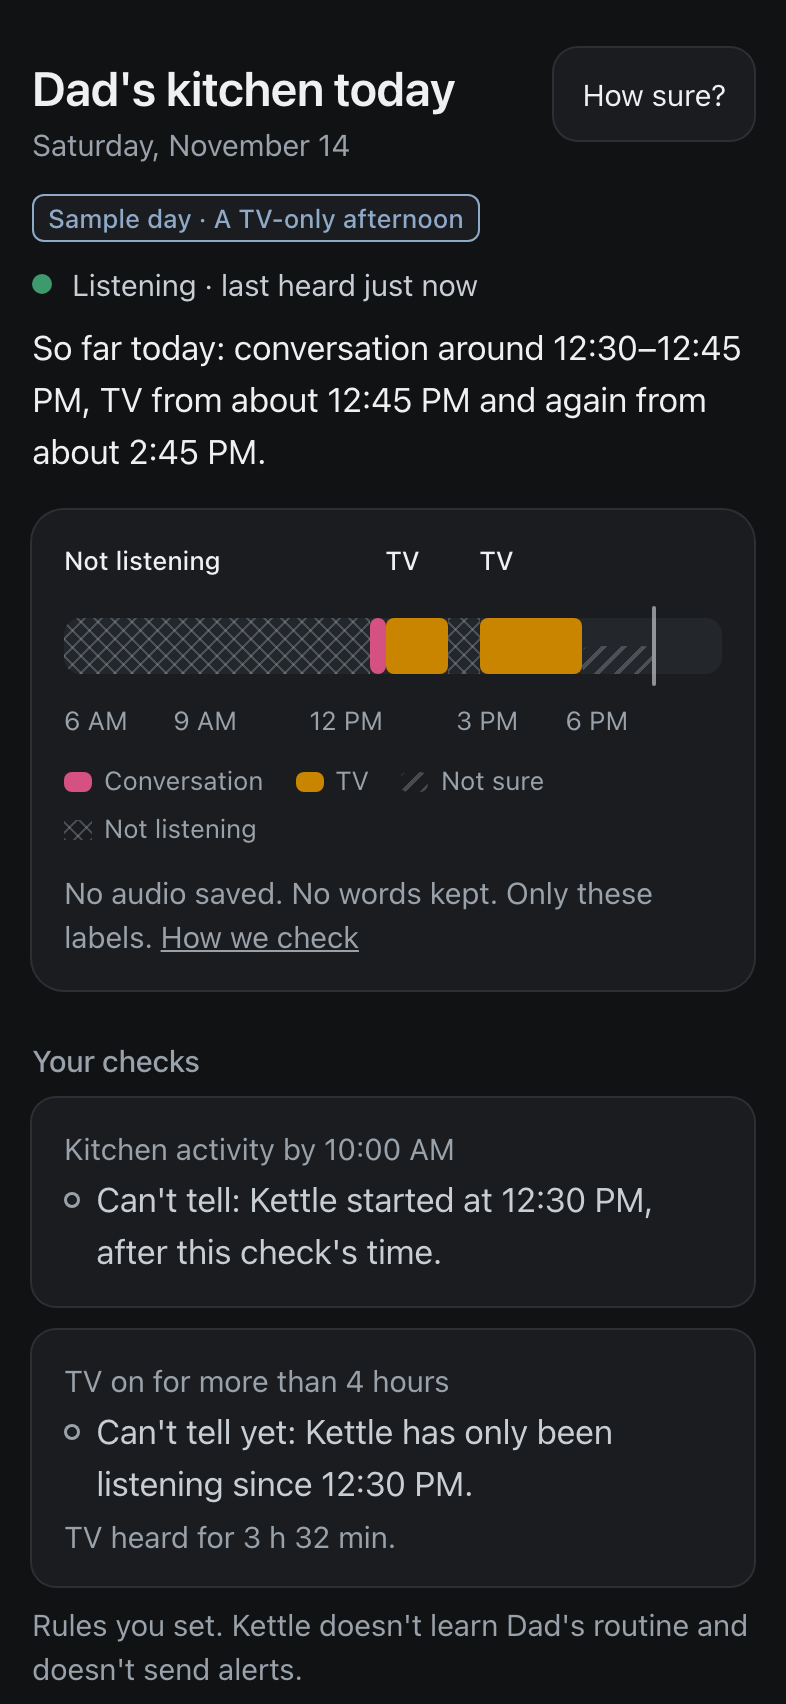 Dad's kitchen today
How sure?
Saturday, November 14
Sample day · A TV-only afternoon
Listening · last heard just now
So far today: conversation around 12:30–12:45
PM, TV from about 12:45 PM and again from
about 2:45 PM.
Not listening TV TV
6 AM 9 AM 12 PM 3 PM 6 PM
Conversation TV Not sure
Not listening
No audio saved. No words kept. Only these
labels. How we check
Your checks
Kitchen activity by 10:00 AM
Can't tell: Kettle started at 12:30 PM,
after this check's time.
TV on for more than 4 hours
Can't tell yet: Kettle has only been
listening since 12:30 PM.
TV heard for 3 h 32 min.
Rules you set. Kettle doesn't learn Dad's routine and
doesn't send alerts.